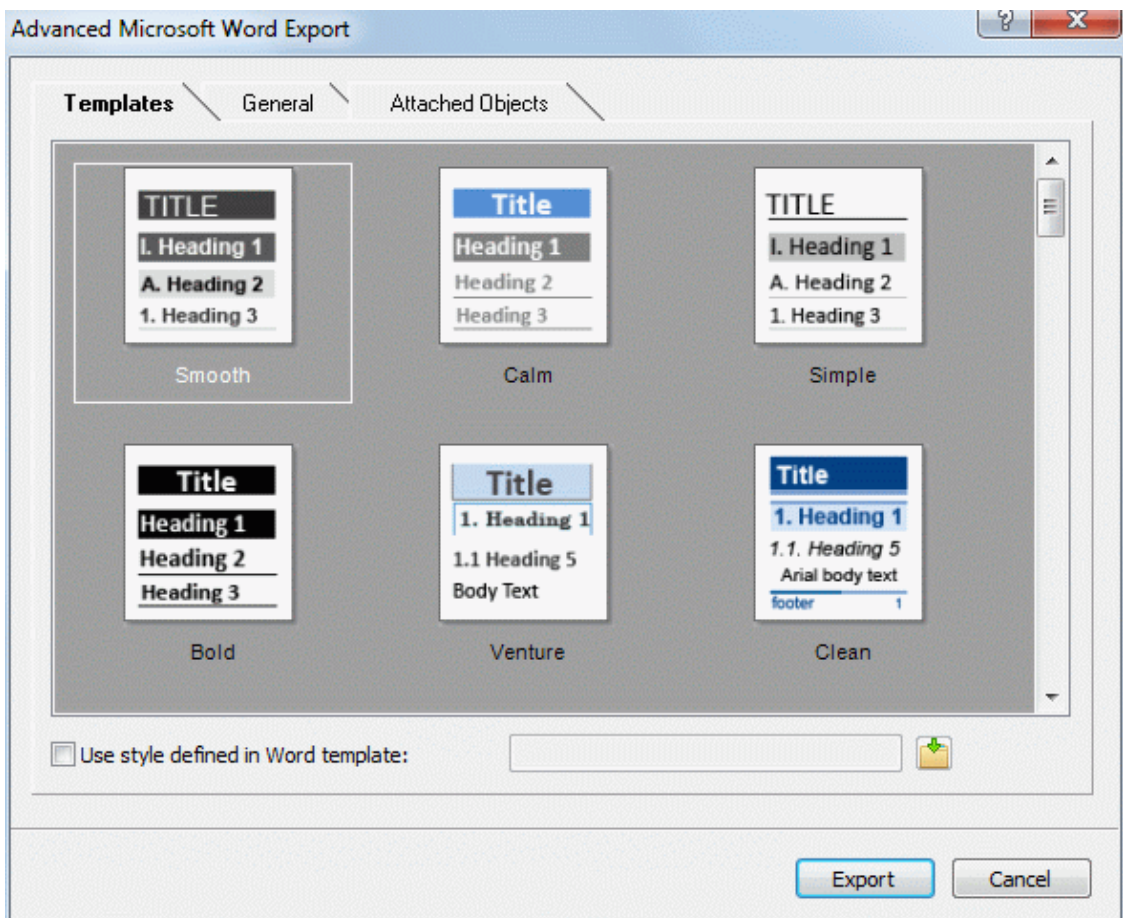 Advanced Microsoft Word Export
Templates General Attached Objects
TITLE
I. Heading 1
A. Heading 2
1. Heading 3
Smooth
Title
Heading 1
Heading 2
Heading 3
Calm
TITLE
I. Heading 1
A. Heading 2
1. Heading 3
Simple
Title
Heading 1
Heading 2
Heading 3
Bold
Title
1. Heading 1
1.1 Heading 5
Body Text
Venture
Title
1. Heading 1
1.1. Heading 5
Arial body text
footer 1
Clean
Use style defined in Word template:
Export Cancel